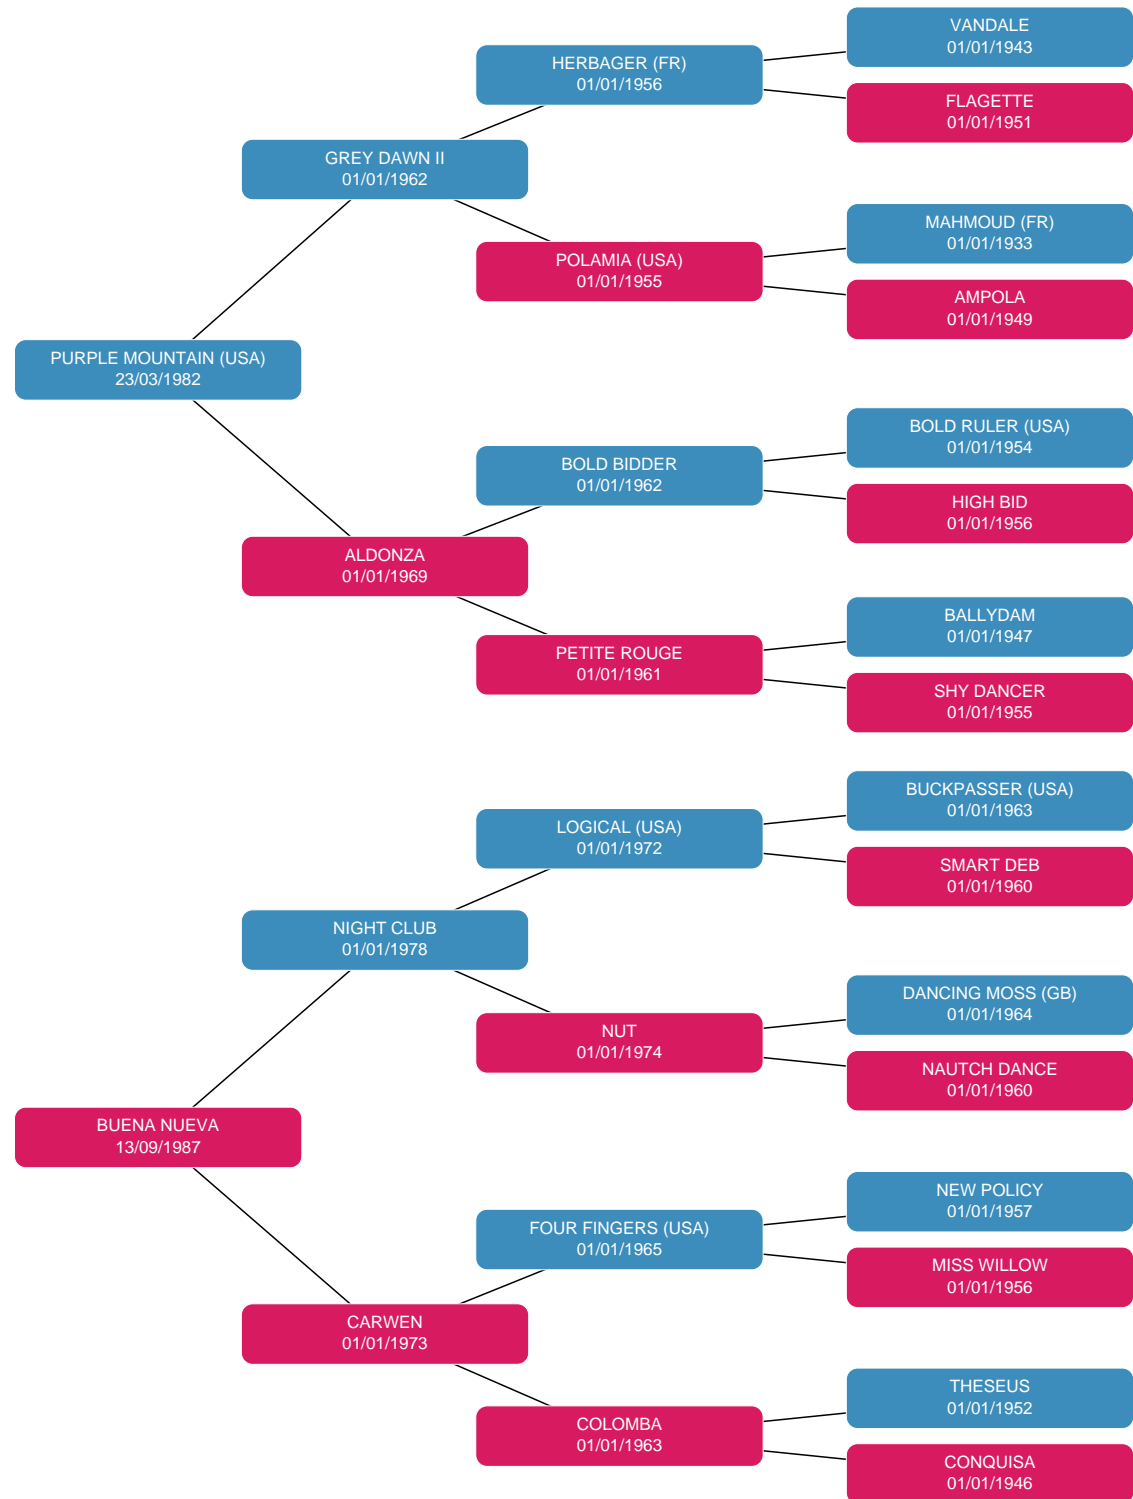 VANDALE
01/01/1943
HERBAGER (FR)
01/01/1956
FLAGETTE
01/01/1951
GREY DAWN II
01/01/1962
MAHMOUD (FR)
01/01/1933
POLAMIA (USA)
01/01/1955
AMPOLA
01/01/1949
PURPLE MOUNTAIN (USA)
23/03/1982
BOLD RULER (USA)
01/01/1954
BOLD BIDDER
01/01/1962
HIGH BID
01/01/1956
ALDONZA
01/01/1969
BALLYDAM
01/01/1947
PETITE ROUGE
01/01/1961
SHY DANCER
01/01/1955
BUCKPASSER (USA)
01/01/1963
LOGICAL (USA)
01/01/1972
SMART DEB
01/01/1960
NIGHT CLUB
01/01/1978
DANCING MOSS (GB)
01/01/1964
NUT
01/01/1974
NAUTCH DANCE
01/01/1960
BUENA NUEVA
13/09/1987
NEW POLICY
01/01/1957
FOUR FINGERS (USA)
01/01/1965
MISS WILLOW
01/01/1956
CARWEN
01/01/1973
THESEUS
01/01/1952
COLOMBA
01/01/1963
CONQUISA
01/01/1946